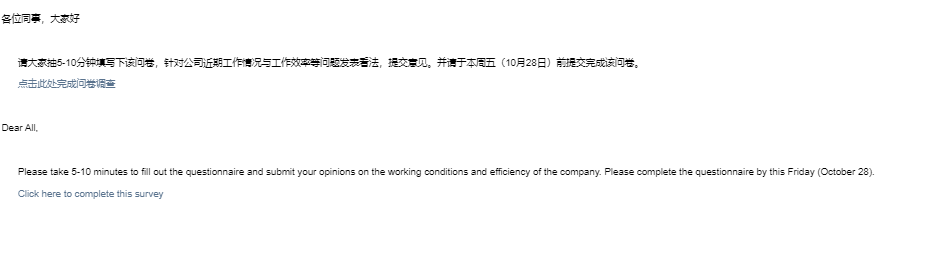 各位同事，大家好
请大家抽5-10分钟填写下该问卷，针对公司近期工作情况与工作效率等问题发表看法，提交意见。并请于本周五（10月28日）前提交完成该问卷。
点击此处完成问卷调查
Dear All,
Please take 5-10 minutes to fill out the questionnaire and submit your opinions on the working conditions and efficiency of the company. Please complete the questionnaire by this Friday (October 28).
Click here to complete this survey